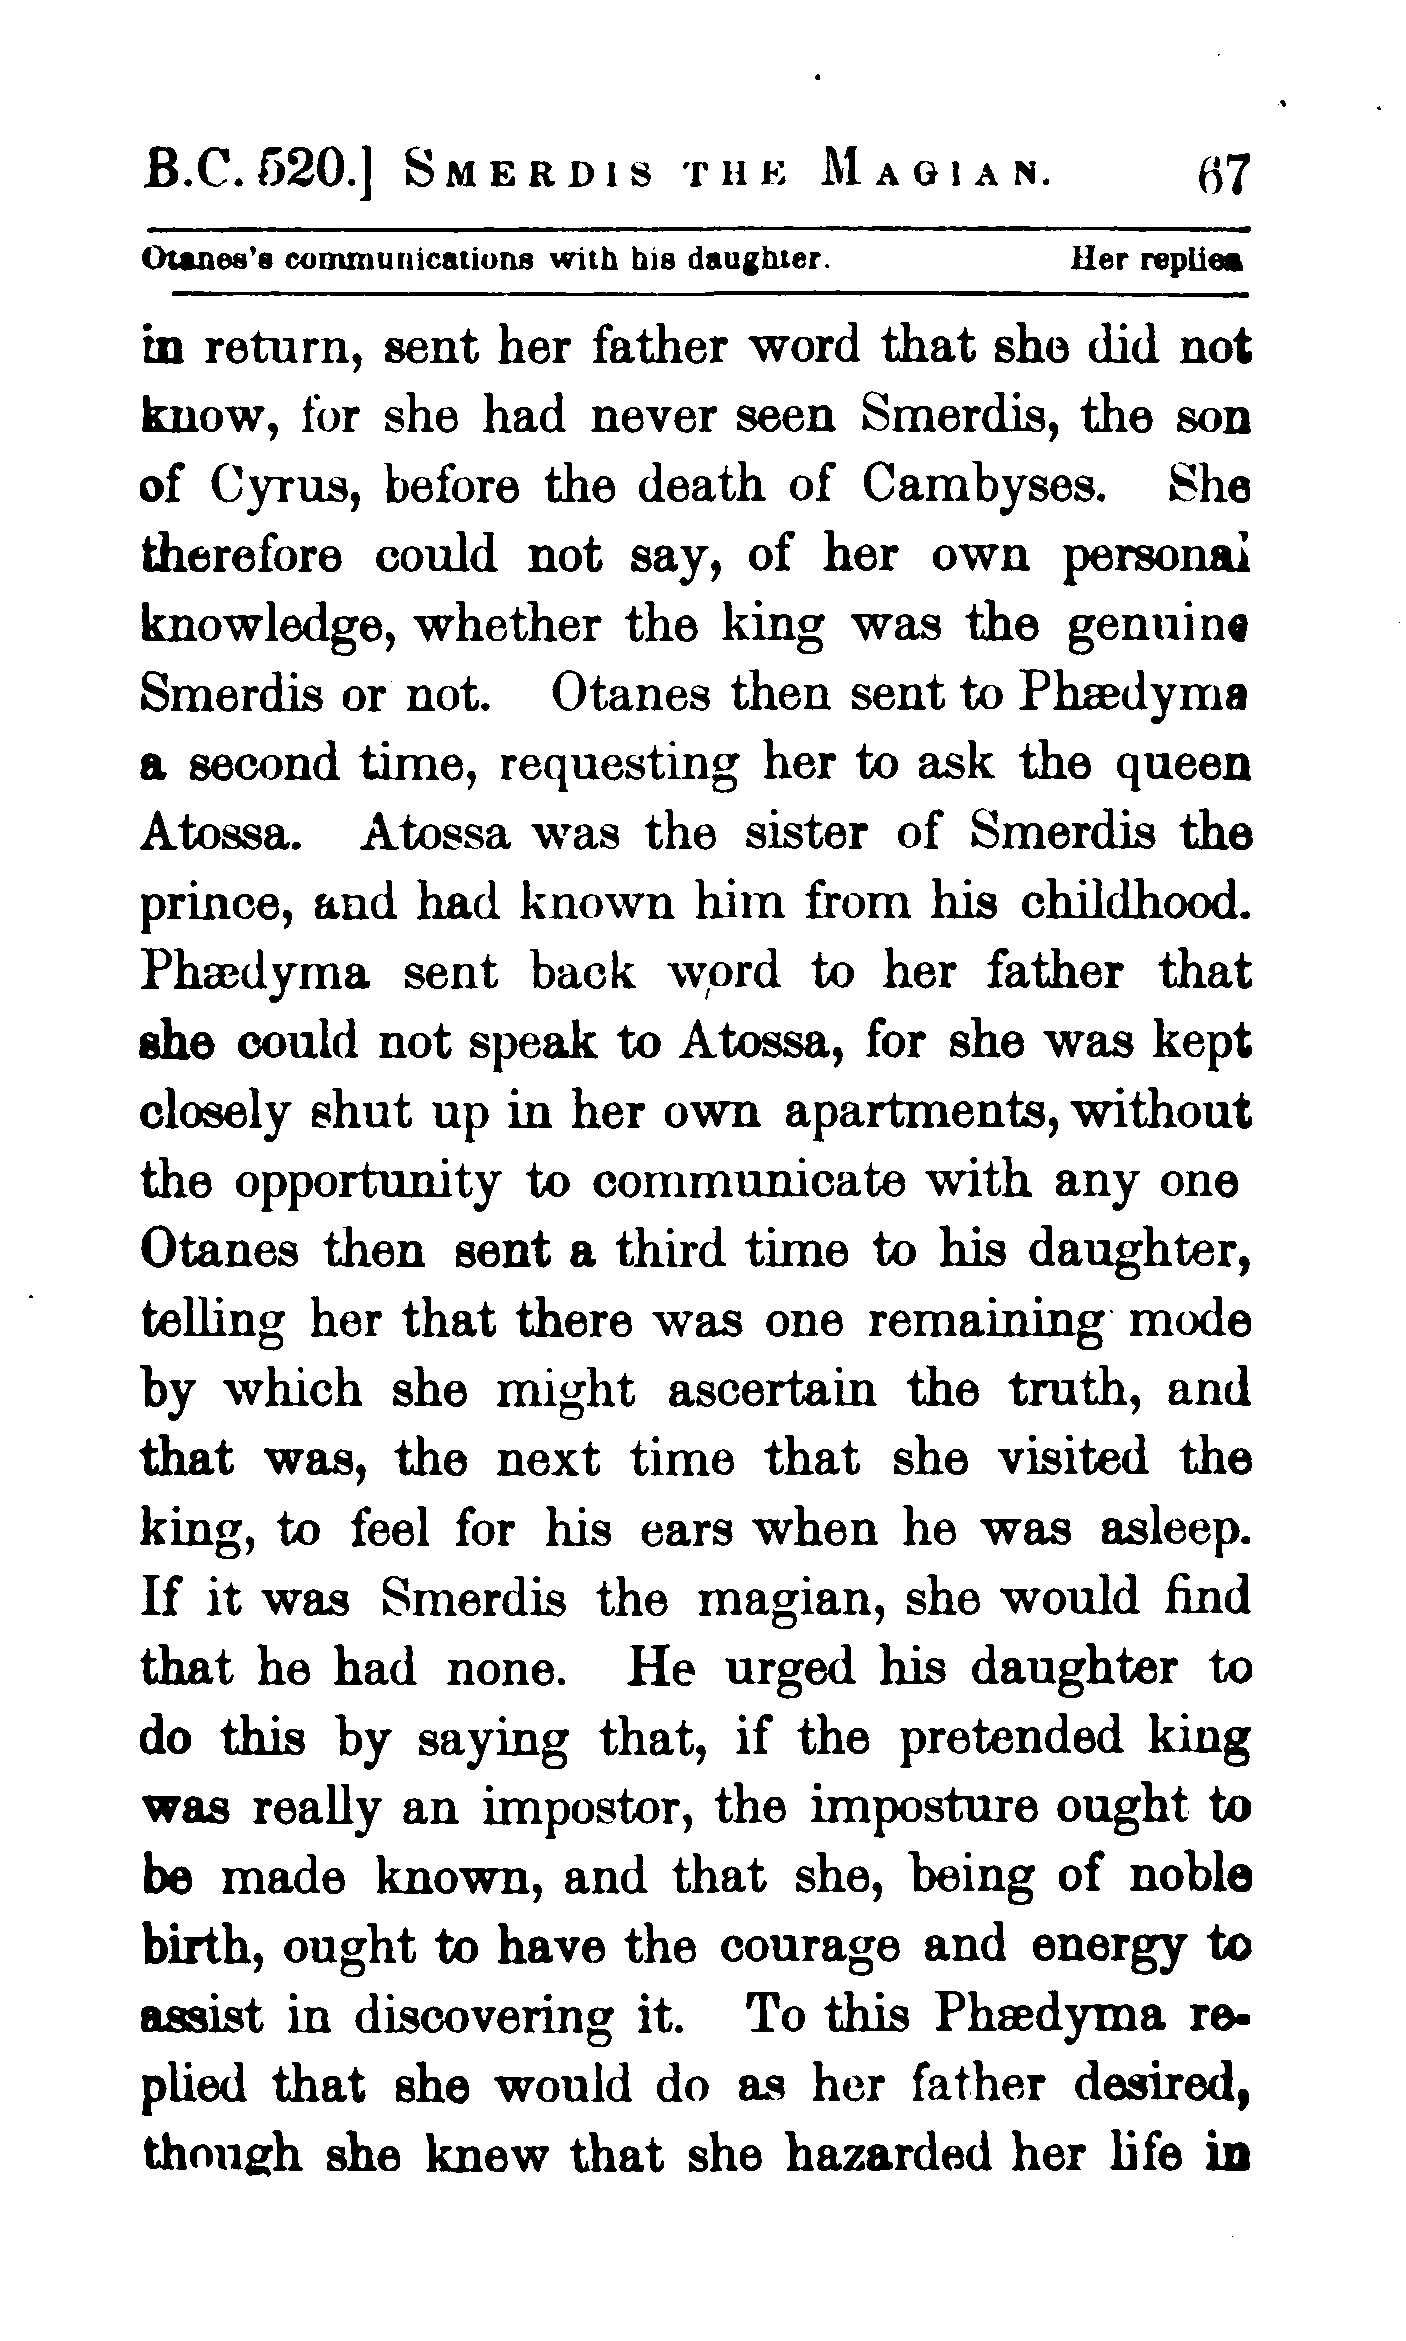 B.C. 520.] SMERDIS THE MAGIAN. 67
Otanes's communications with his daughter. Her replies
in return, sent her father word that she did not
know, for she had never seen Smerdis, the son
of Cyrus, before the death of Cambyses. She
therefore could not say, of her own personal
knowledge, whether the king was the genuine
Smerdis or not. Otanes then sent to Phædyma
a second time, requesting her to ask the queen
Atossa. Atossa was the sister of Smerdis the
prince, and had known him from his childhood.
Phædyma sent back word to her father that
she could not speak to Atossa, for she was kept
closely shut up in her own apartments, without
the opportunity to communicate with any one
Otanes then sent a third time to his daughter,
telling her that there was one remaining mode
by which she might ascertain the truth, and
that was, the next time that she visited the
king, to feel for his ears when he was asleep.
If it was Smerdis the magian, she would find
that he had none. He urged his daughter to
do this by saying that, if the pretended king
was really an impostor, the imposture ought to
be made known, and that she, being of noble
birth, ought to have the courage and energy to
assist in discovering it. To this Phædyma re-
plied that she would do as her father desired,
though she knew that she hazarded her life in